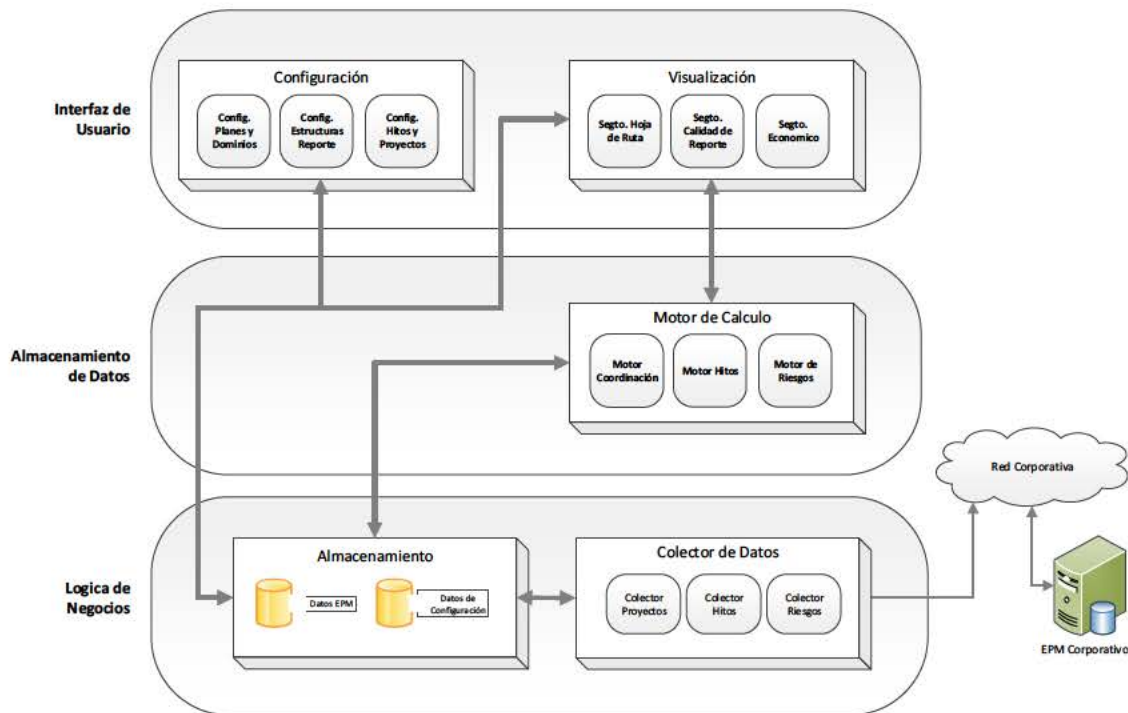 Configuración
Visualización
Interfaz de
Usuario
Config.
Planes y
Dominios
Config.
Estructuras
Reporte
Config.
Hitos y
Proyectos
Segto. Hoja
de Ruta
Segto.
Calidad de
Reporte
Segto.
Economico
Almacenamiento
de Datos
Motor de Calculo
Motor
Coordinación
Motor Hitos
Motor de
Riesgos
Red Corporativa
Logica de
Negocios
Almacenamiento
Datos EPM
Datos de
Configuración
Colector de Datos
Colector
Proyectos
Colector
Hitos
Colector
Riesgos
EPM Corporativo